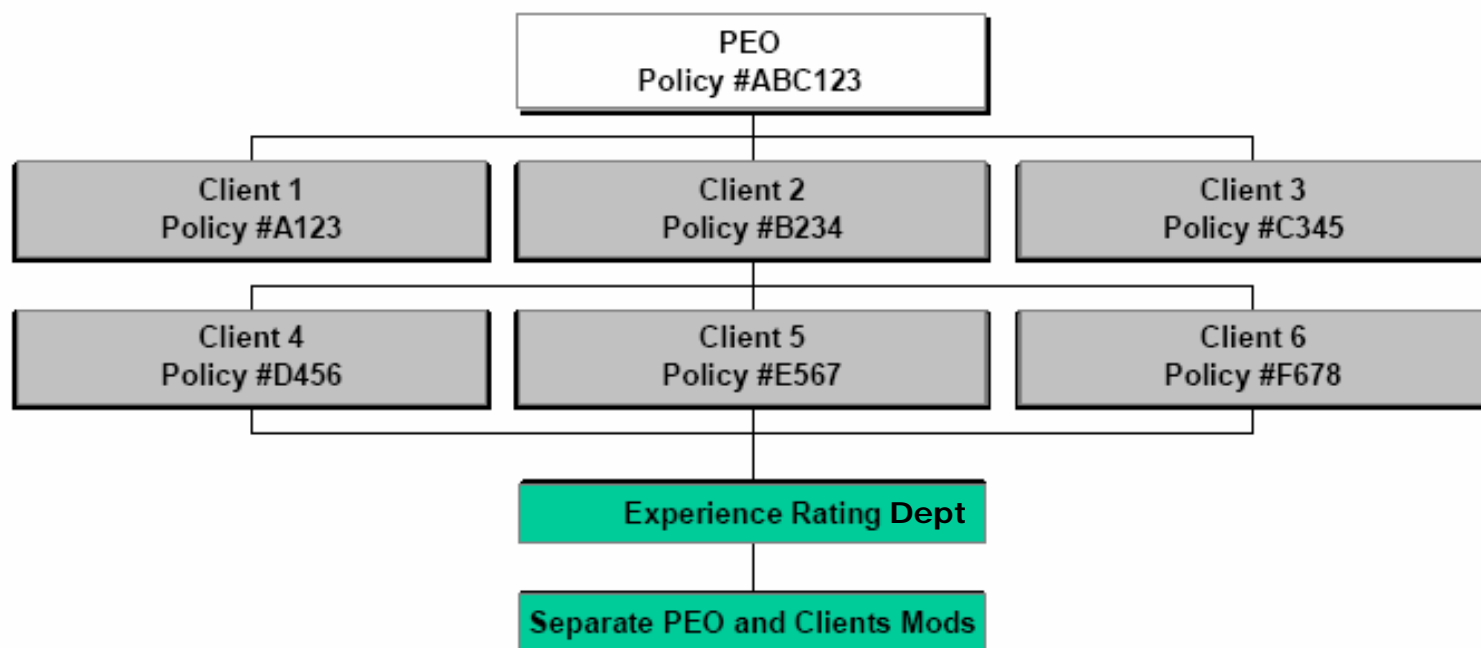 PEO
Policy #ABC123
Client 1
Policy #A123
Client 2
Policy #B234
Client 3
Policy #C345
Client 4
Policy #D456
Client 5
Policy #E567
Client 6
Policy #F678
Experience Rating Dept
Separate PEO and Clients Mods